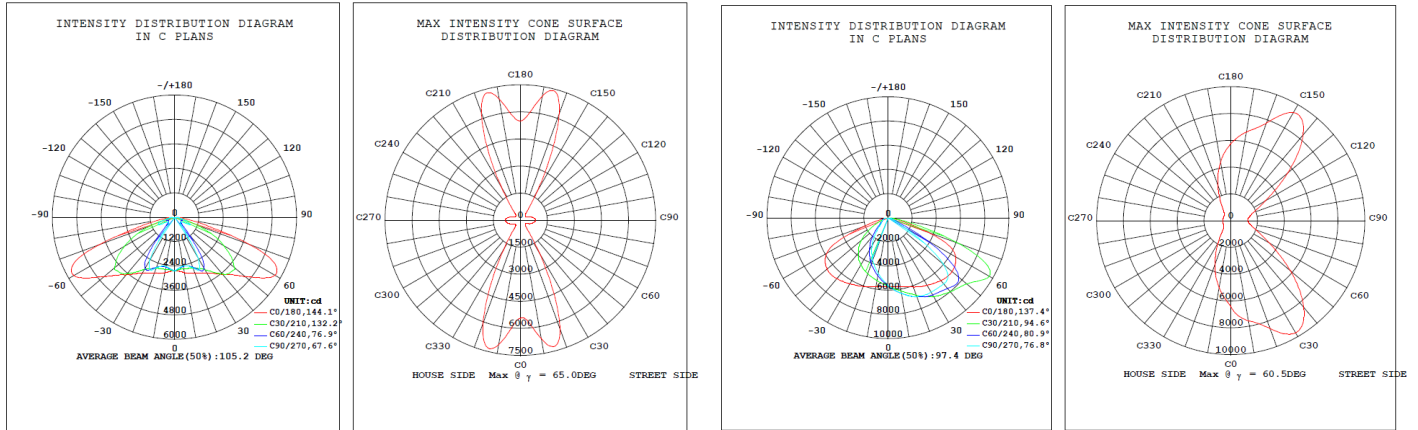 INTENSITY DISTRIBUTION DIAGRAM
IN C PLANS
-/+180
-150
150
-120
120
-90
90
-60
60
-30
30
0
0
1200
2400
3600
4800
6000
UNIT:cd
C0/180,144.1°
C30/210,132.2°
C60/240,76.9°
C90/270,67.6°
AVERAGE BEAM ANGLE(50%):105.2 DEG
MAX INTENSITY CONE SURFACE
DISTRIBUTION DIAGRAM
C180
C210
C150
C240
C120
C270
C90
C300
C60
C330
C30
C0
0
1500
3000
4500
6000
7500
HOUSE SIDE Max @ γ = 65.0DEG STREET SIDE
INTENSITY DISTRIBUTION DIAGRAM
IN C PLANS
-/+180
-150
150
-120
120
-90
90
-60
60
-30
30
0
0
2000
4000
6000
8000
10000
UNIT:cd
C0/180,137.4°
C30/210,94.6°
C60/240,80.9°
C90/270,76.8°
AVERAGE BEAM ANGLE(50%):97.4 DEG
MAX INTENSITY CONE SURFACE
DISTRIBUTION DIAGRAM
C180
C210
C150
C240
C120
C270
C90
C300
C60
C330
C30
C0
0
2000
4000
6000
8000
10000
HOUSE SIDE Max @ γ = 60.5DEG STREET SIDE